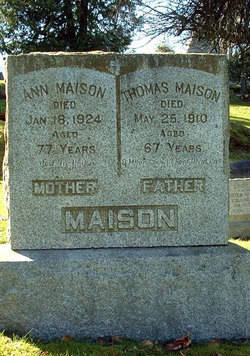 ANN MAISON
DIED
JAN 18, 1924
AGED
77 YEARS
MOTHER
THOMAS MAISON
DIED
MAY 25, 1910
AGED
67 YEARS
FATHER
MAISON